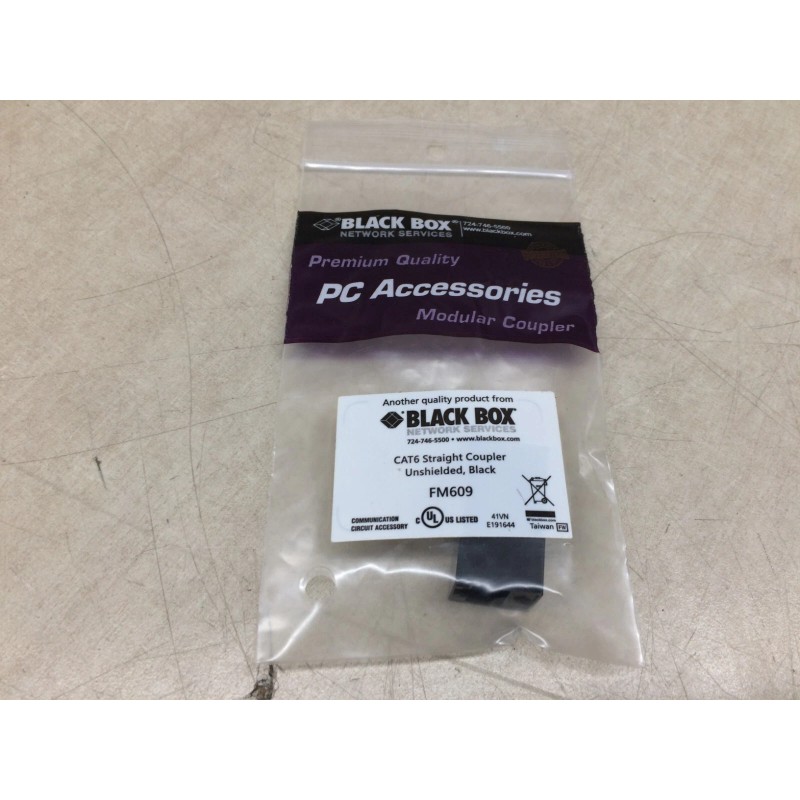 BLACK BOX®
NETWORK SERVICES
724-746-5500
www.blackbox.com
Premium Quality
PC Accessories
Modular Coupler
Another quality product from
BLACK BOX
NETWORK SERVICES
724-746-5500 • www.blackbox.com
CAT6 Straight Coupler
Unshielded, Black
FM609
COMMUNICATION
CIRCUIT ACCESSORY
C UL US LISTED
41VN
E191644
Taiwan